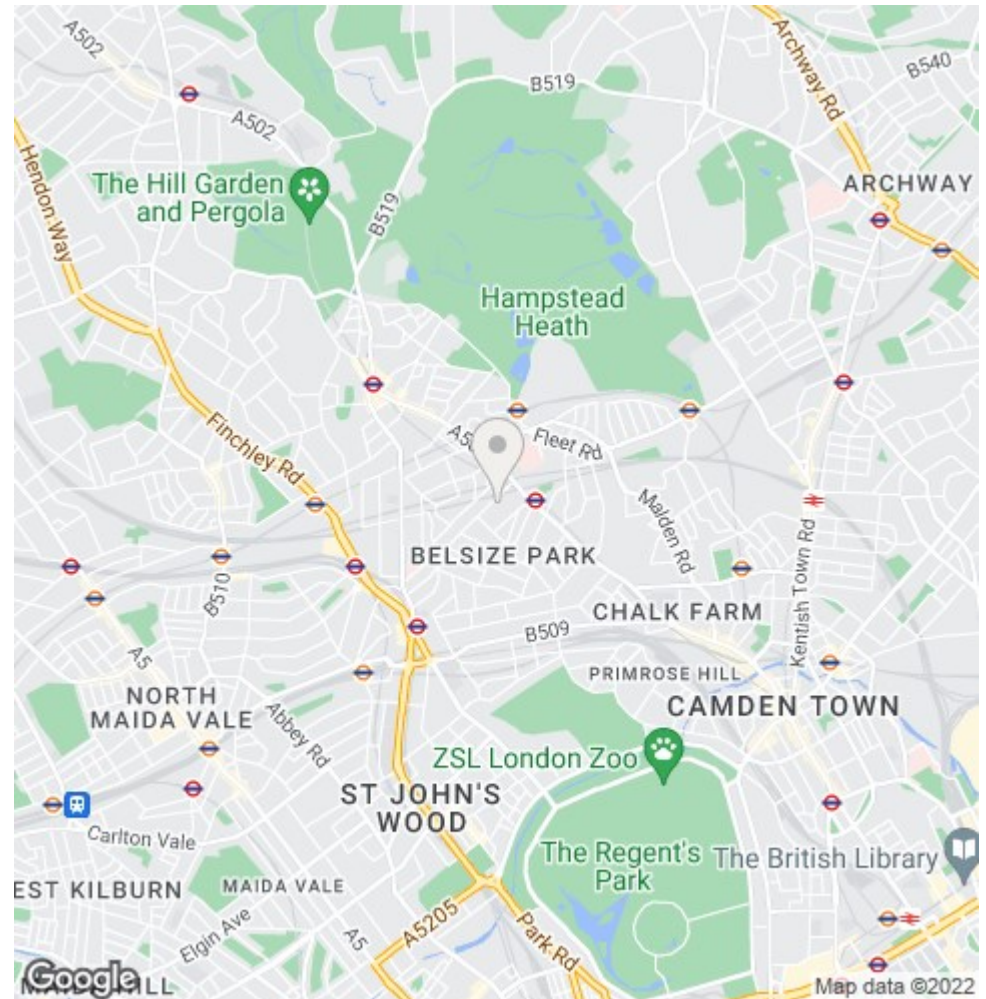 A502
B519
Archway Rd
B540
A502
Hendon Way
The Hill Garden
and Pergola
B519
ARCHWAY
Hampstead
Heath
Finchley Rd
Fleet Rd
Malden Rd
BELSIZE PARK
Kentish Town Rd
B510
CHALK FARM
B509
A5
PRIMROSE HILL
NORTH
MAIDA VALE
Abbey Rd
CAMDEN TOWN
ZSL London Zoo
ST JOHN'S
WOOD
Carlton Vale
The Regent's
Park
The British Library
EST KILBURN
MAIDA VALE
Elgin Ave
A5
A5205
Park Rd
Google
Map data ©2022